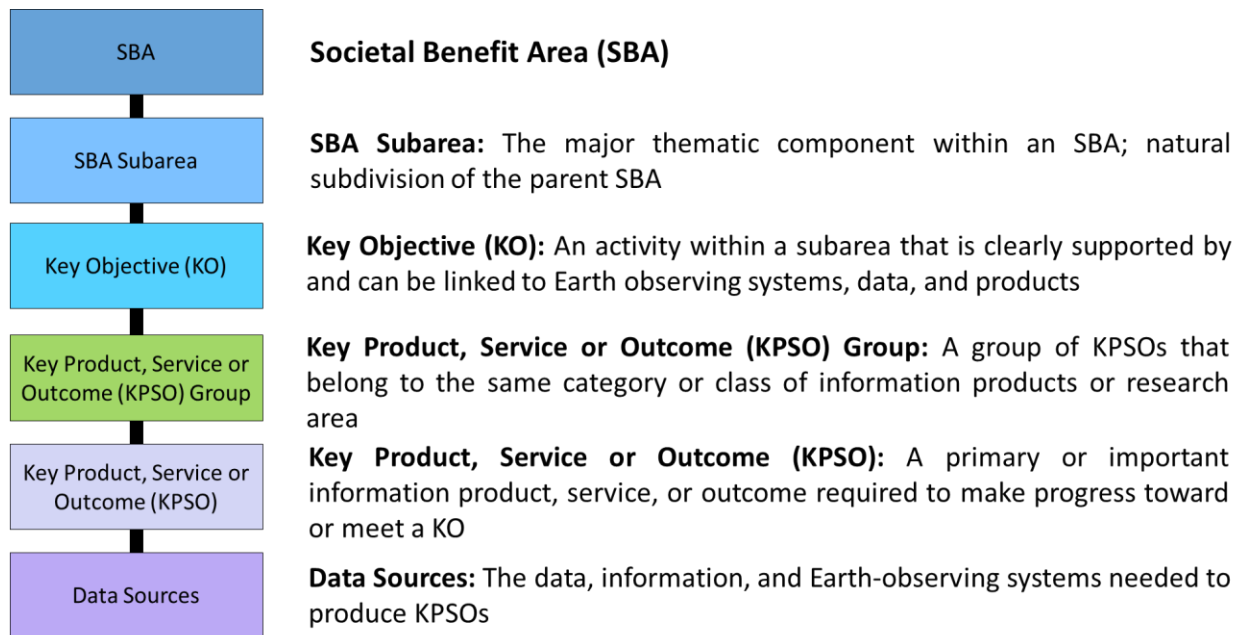 SBA
Societal Benefit Area (SBA)
SBA Subarea
SBA Subarea: The major thematic component within an SBA; natural
subdivision of the parent SBA
Key Objective (KO)
Key Objective (KO): An activity within a subarea that is clearly supported by
and can be linked to Earth observing systems, data, and products
Key Product, Service or
Outcome (KPSO) Group
Key Product, Service or Outcome (KPSO) Group: A group of KPSOs that
belong to the same category or class of information products or research
area
Key Product, Service or
Outcome (KPSO)
Key Product, Service or Outcome (KPSO): A primary or important
information product, service, or outcome required to make progress toward
or meet a KO
Data Sources
Data Sources: The data, information, and Earth-observing systems needed to
produce KPSOs